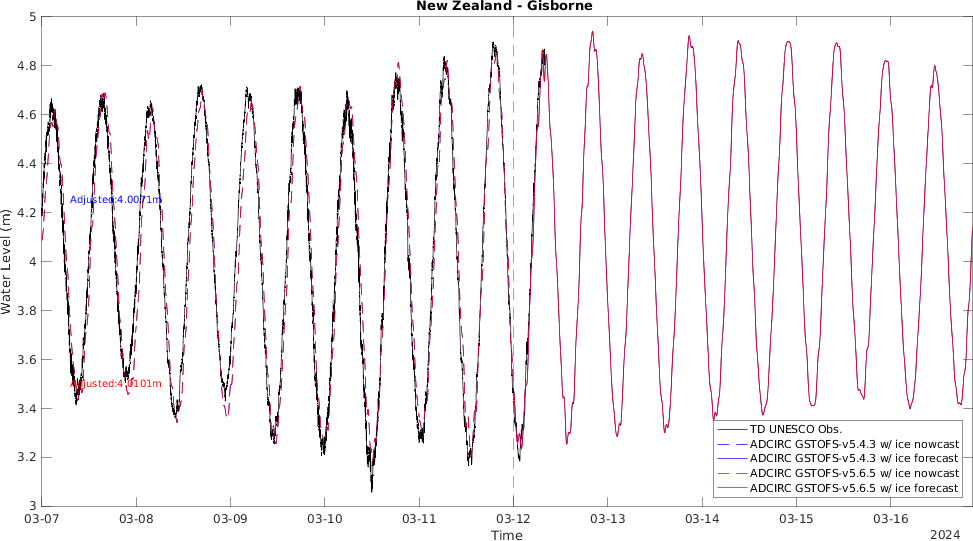 New Zealand - Gisborne
5
4.8
4.6
4.4
4.2
4
3.8
3.6
3.4
3.2
3
Water Level (m)
Adjusted:4.0071m
Adjusted:4.0101m
TD UNESCO Obs.
ADCIRC GSTOFS-v5.4.3 w/ ice nowcast
ADCIRC GSTOFS-v5.4.3 w/ ice forecast
ADCIRC GSTOFS-v5.6.5 w/ ice nowcast
ADCIRC GSTOFS-v5.6.5 w/ ice forecast
03-07 03-08 03-09 03-10 03-11 03-12 03-13 03-14 03-15 03-16
Time
2024